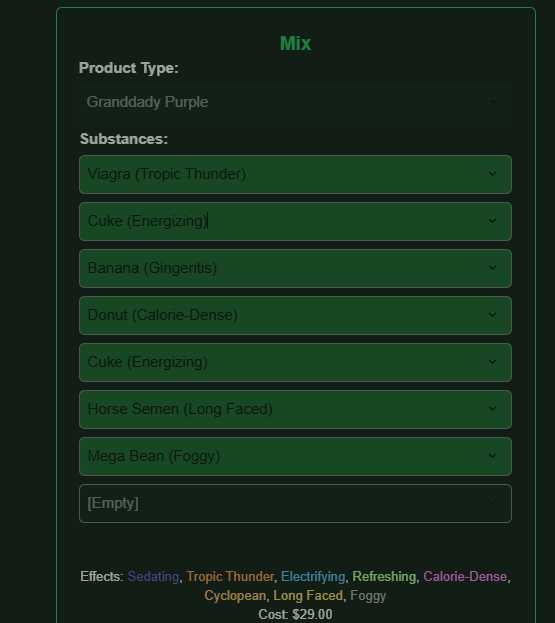 Mix
Product Type:
Granddady Purple
Substances:
Viagra (Tropic Thunder)
Cuke (Energizing)
Banana (Gingeritis)
Donut (Calorie-Dense)
Cuke (Energizing)
Horse Semen (Long Faced)
Mega Bean (Foggy)
[Empty]
Effects: Sedating, Tropic Thunder, Electrifying, Refreshing, Calorie-Dense,
Cyclopean, Long Faced, Foggy
Cost: $29.00